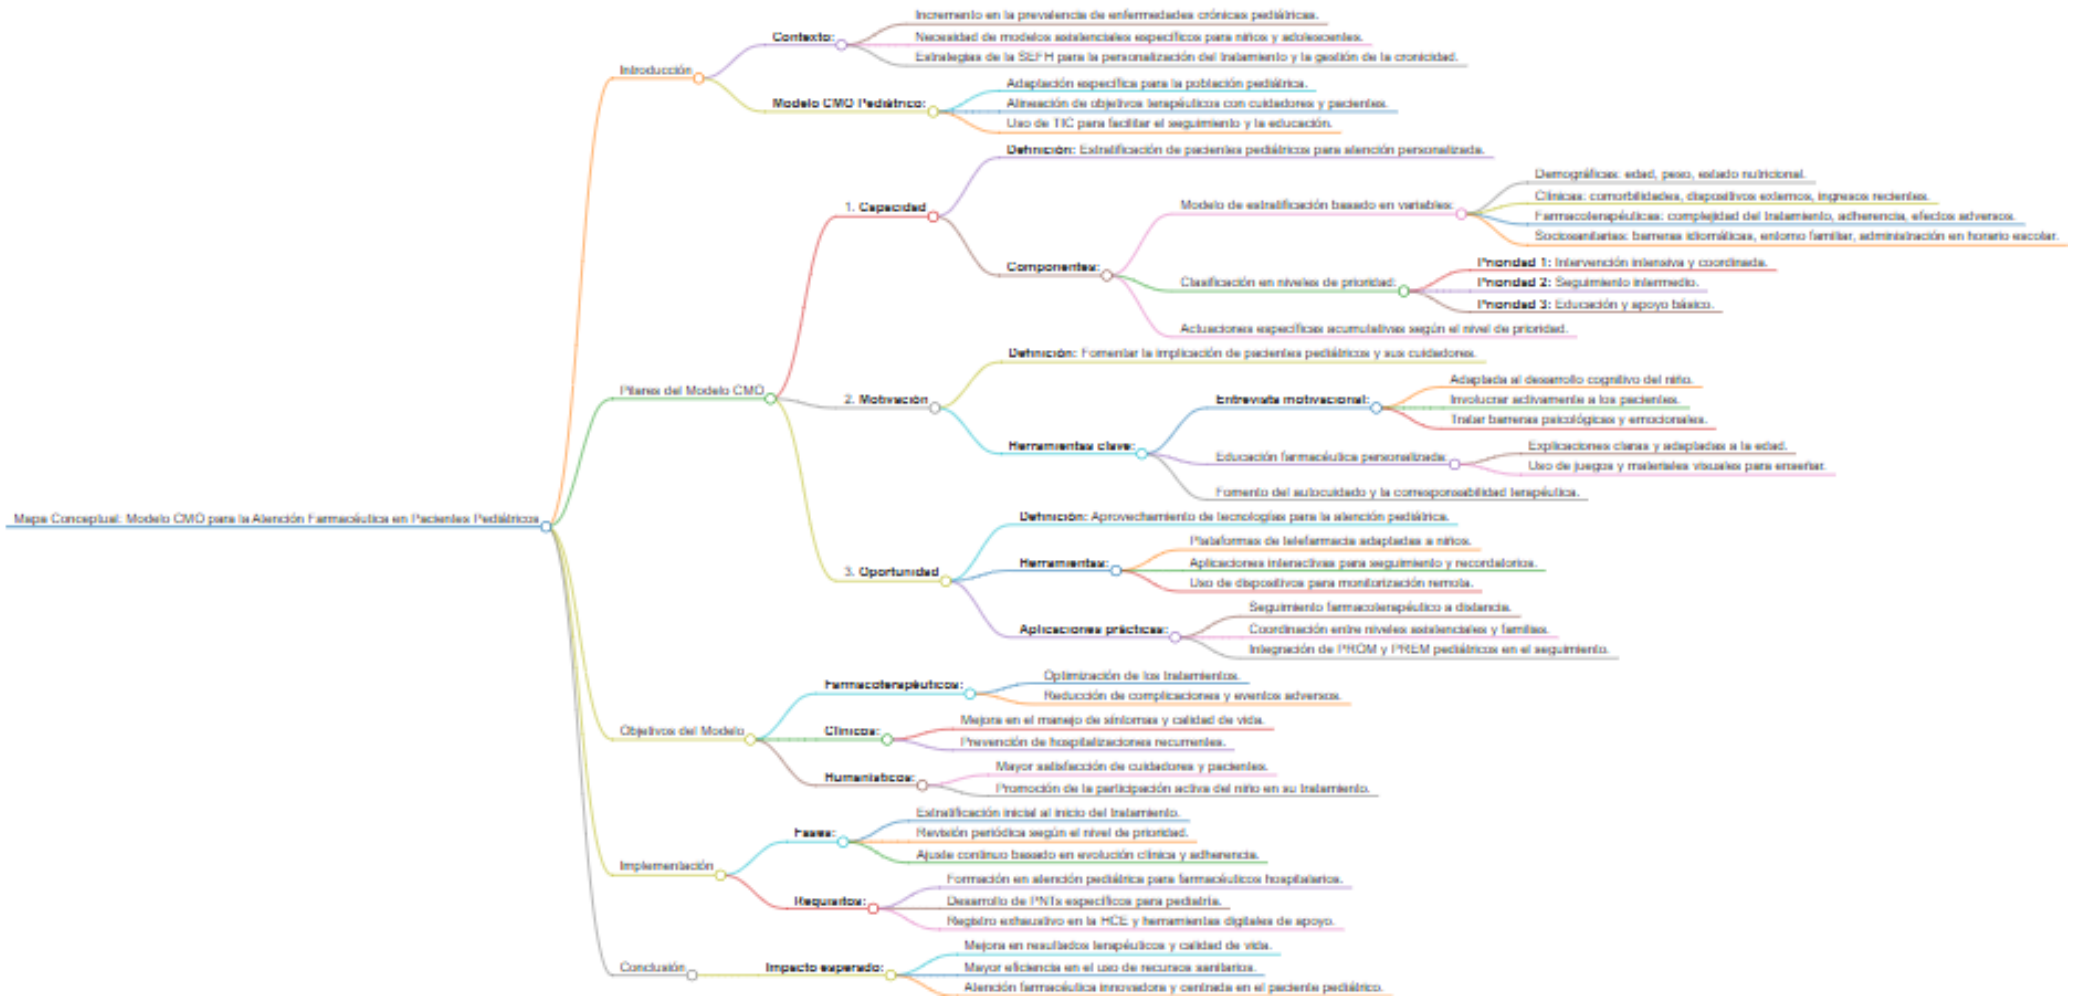 Mapa Conceptual: Modelo CMO para la Atención Farmacéutica en Pacientes Pediátricos
Introducción
Contexto:
Incremento en la prevalencia de enfermedades crónicas pediátricas.
Necesidad de modelos asistenciales específicos para niños y adolescentes.
Estrategias de la SEFH para la personalización del tratamiento y la gestión de la cronicidad.
Modelo CMO Pediátrico:
Adaptación específica para la población pediátrica.
Alineación de objetivos terapéuticos con cuidadores y pacientes.
Uso de TIC para facilitar el seguimiento y la educación.
Pilares del Modelo CMO
1. Capacidad
Definición: Estratificación de pacientes pediátricos para atención personalizada.
Componentes:
Modelo de estratificación basado en variables:
Demográficas: edad, peso, estado nutricional.
Clínicas: comorbilidades, dispositivos externos, ingresos recientes.
Farmacoterapéuticas: complejidad del tratamiento, adherencia, efectos adversos.
Sociosanitarias: barreras idiomáticas, entorno familiar, administración en horario escolar.
Clasificación en niveles de prioridad:
Prioridad 1: Intervención intensiva y coordinada.
Prioridad 2: Seguimiento intermedio.
Prioridad 3: Educación y apoyo básico.
Actuaciones específicas acumulativas según el nivel de prioridad.
2. Motivación
Definición: Fomentar la implicación de pacientes pediátricos y sus cuidadores.
Herramientas clave:
Entrevista motivacional:
Adaptada al desarrollo cognitivo del niño.
Involucrar activamente a los pacientes.
Tratar barreras psicológicas y emocionales.
Educación farmacéutica personalizada:
Explicaciones claras y adaptadas a la edad.
Uso de juegos y materiales visuales para enseñar.
Fomento del autocuidado y la corresponsabilidad terapéutica.
3. Oportunidad
Definición: Aprovechamiento de tecnologías para la atención pediátrica.
Herramientas:
Plataformas de telefarmacia adaptadas a niños.
Aplicaciones interactivas para seguimiento y recordatorios.
Uso de dispositivos para monitorización remota.
Aplicaciones prácticas:
Seguimiento farmacoterapéutico a distancia.
Coordinación entre niveles asistenciales y familias.
Integración de PROM y PREM pediátricos en el seguimiento.
Objetivos del Modelo
Farmacoterapéuticos:
Optimización de los tratamientos.
Reducción de complicaciones y eventos adversos.
Clínicos:
Mejora en el manejo de síntomas y calidad de vida.
Prevención de hospitalizaciones recurrentes.
Humanísticos:
Mayor satisfacción de cuidadores y pacientes.
Promoción de la participación activa del niño en su tratamiento.
Implementación
Fases:
Estratificación inicial al inicio del tratamiento.
Revisión periódica según el nivel de prioridad.
Ajuste continuo basado en evolución clínica y adherencia.
Requisitos:
Formación en atención pediátrica para farmacéuticos hospitalarios.
Desarrollo de PNTs específicos para pediatría.
Registro exhaustivo en la HCE y herramientas digitales de apoyo.
Conclusión
Impacto esperado:
Mejora en resultados terapéuticos y calidad de vida.
Mayor eficiencia en el uso de recursos sanitarios.
Atención farmacéutica innovadora y centrada en el paciente pediátrico.